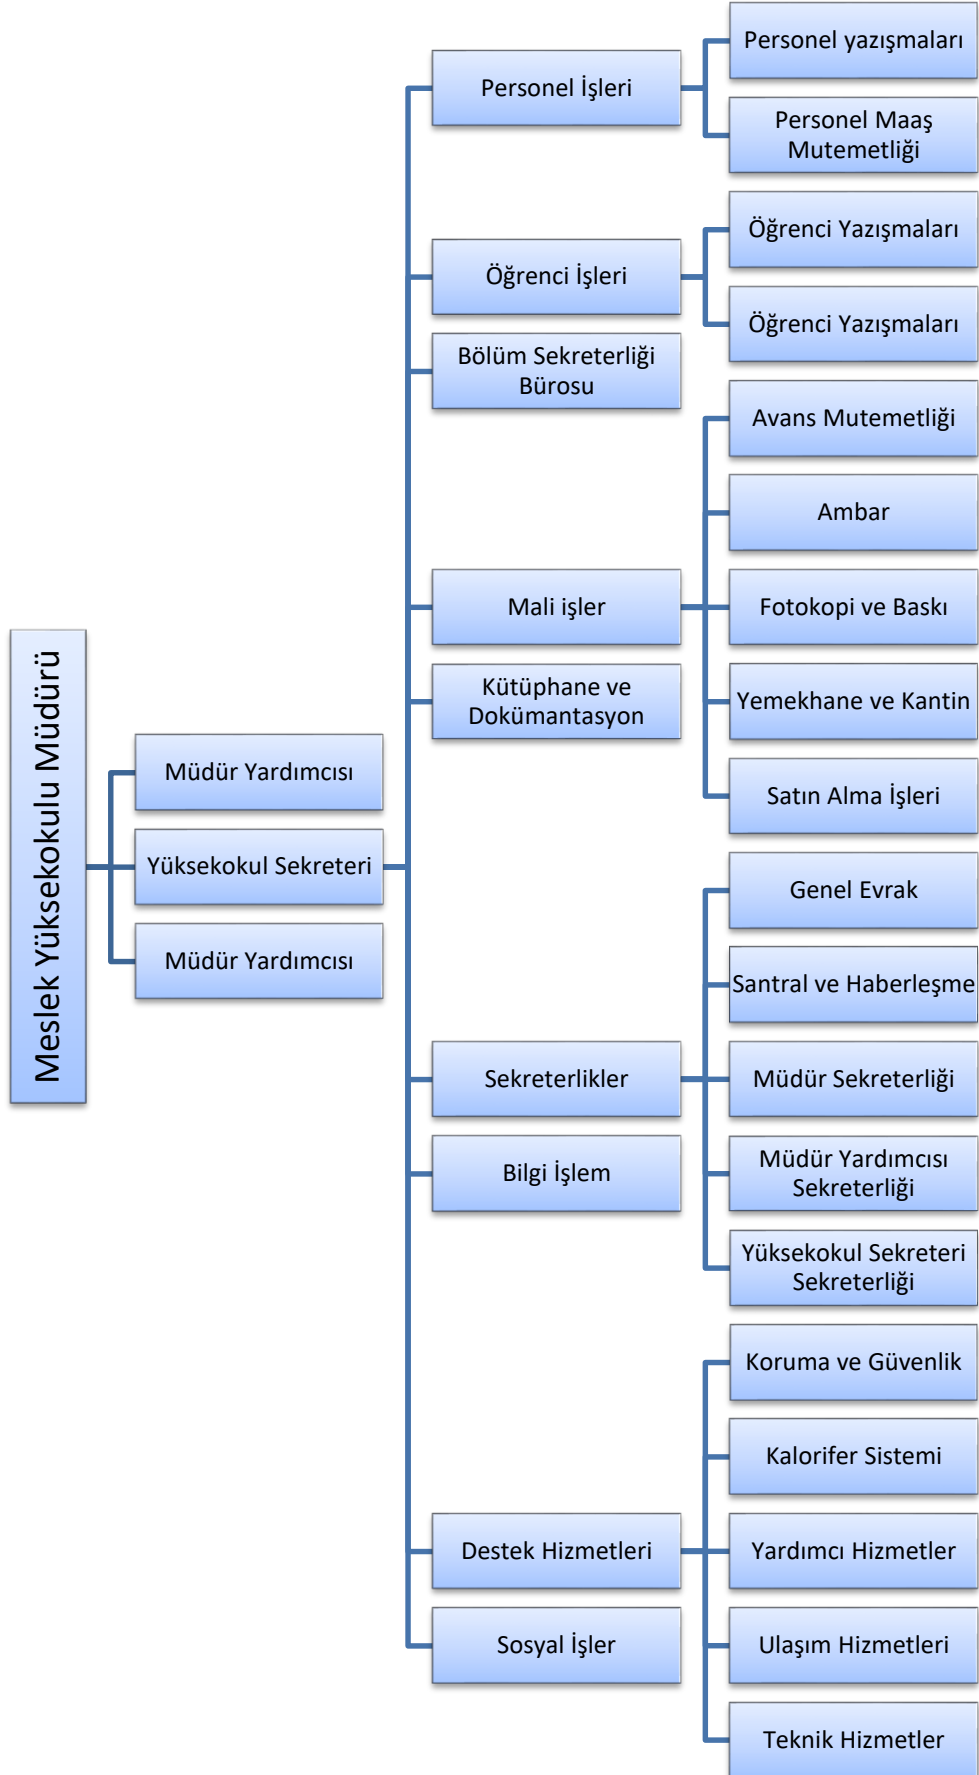 Meslek Yüksekokulu Müdürü
Müdür Yardımcısı
Yüksekokul Sekreteri
Müdür Yardımcısı
Personel İşleri
Personel yazışmaları
Personel Maaş
Mutemetliği
Öğrenci İşleri
Öğrenci Yazışmaları
Öğrenci Yazışmaları
Bölüm Sekreterliği
Bürosu
Mali işler
Avans Mutemetliği
Ambar
Fotokopi ve Baskı
Yemekhane ve Kantin
Satın Alma İşleri
Kütüphane ve
Dokümantasyon
Sekreterlikler
Genel Evrak
Santral ve Haberleşme
Müdür Sekreterliği
Müdür Yardımcısı
Sekreterliği
Yüksekokul Sekreteri
Sekreterliği
Bilgi İşlem
Destek Hizmetleri
Koruma ve Güvenlik
Kalorifer Sistemi
Yardımcı Hizmetler
Ulaşım Hizmetleri
Teknik Hizmetler
Sosyal İşler